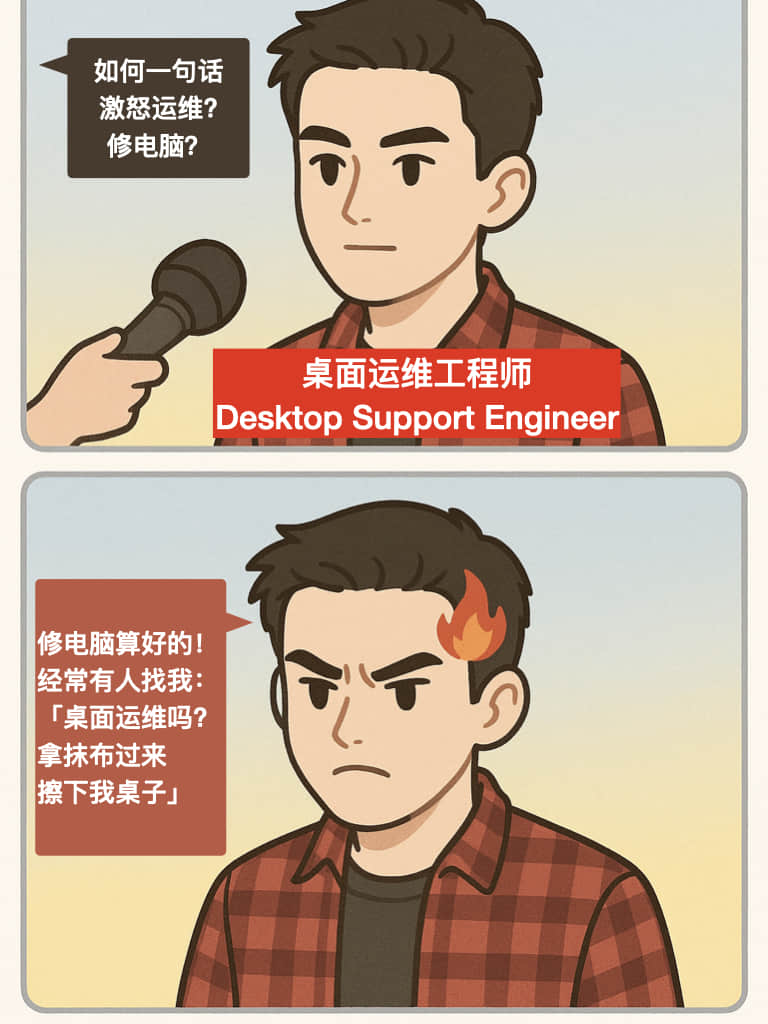 如何一句话
激怒运维？
修电脑？
桌面运维工程师
Desktop Support Engineer
修电脑算好的！
经常有人找我：
「桌面运维吗？
拿抹布过来
擦下我桌子」